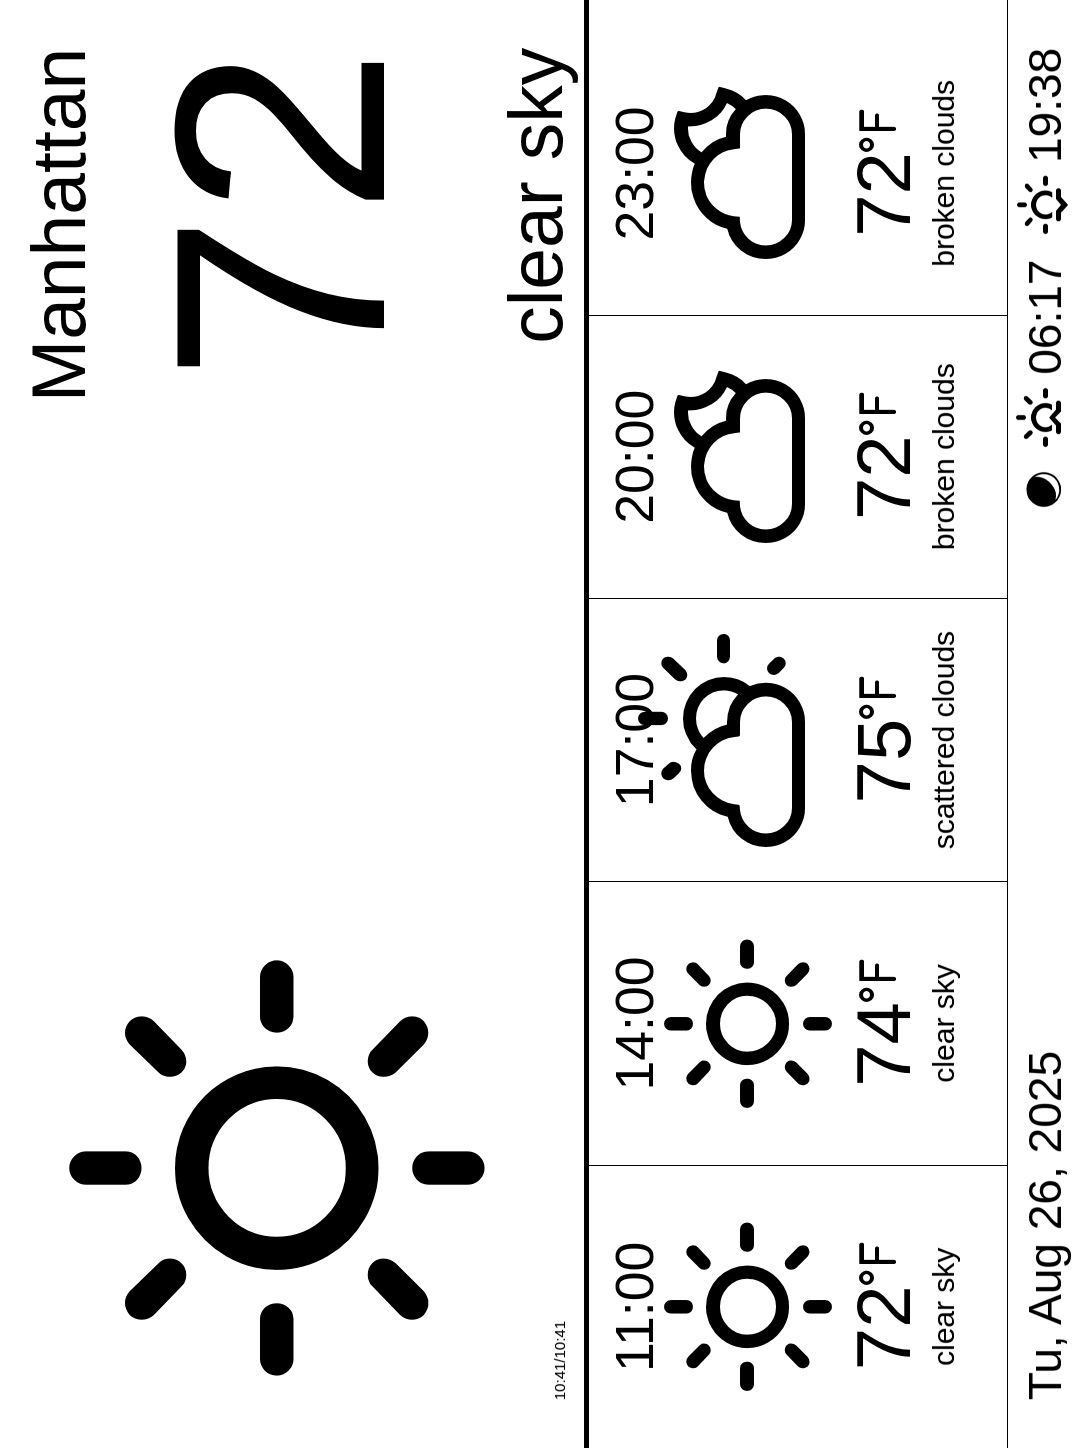 Manhattan
72
clear sky
10:41/10:41
11:00
72°F
clear sky
14:00
74°F
clear sky
17:00
75°F
scattered clouds
20:00
72°F
broken clouds
23:00
72°F
broken clouds
Tu, Aug 26, 2025
06:17 19:38